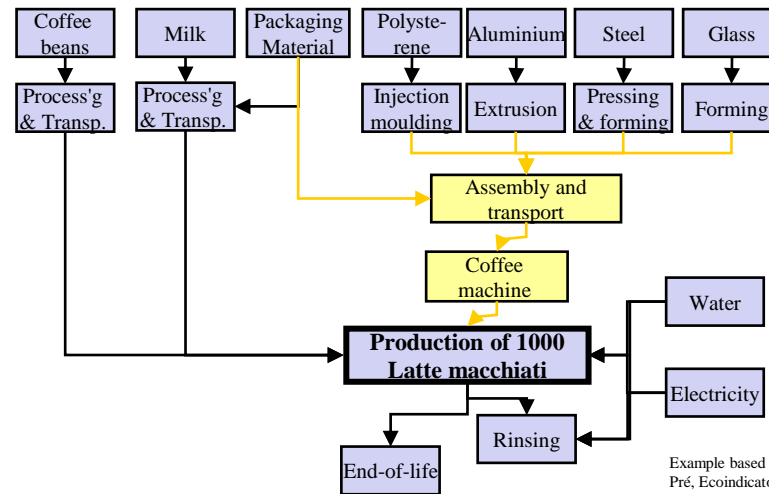 Coffee
beans
Milk
Packaging
Material
Polyste-
rene
Aluminium
Steel
Glass
Process'g
& Transp.
Process'g
& Transp.
Injection
moulding
Extrusion
Pressing
& forming
Forming
Assembly and
transport
Coffee
machine
Water
Production of 1000
Latte macchiati
Electricity
Rinsing
End-of-life
Example based
Pré, Ecoindicato